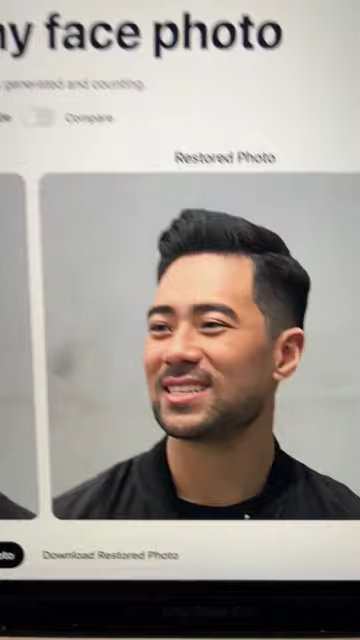 ny face photo
generated and counting.
Compare
Restored Photo
Download Restored Photo